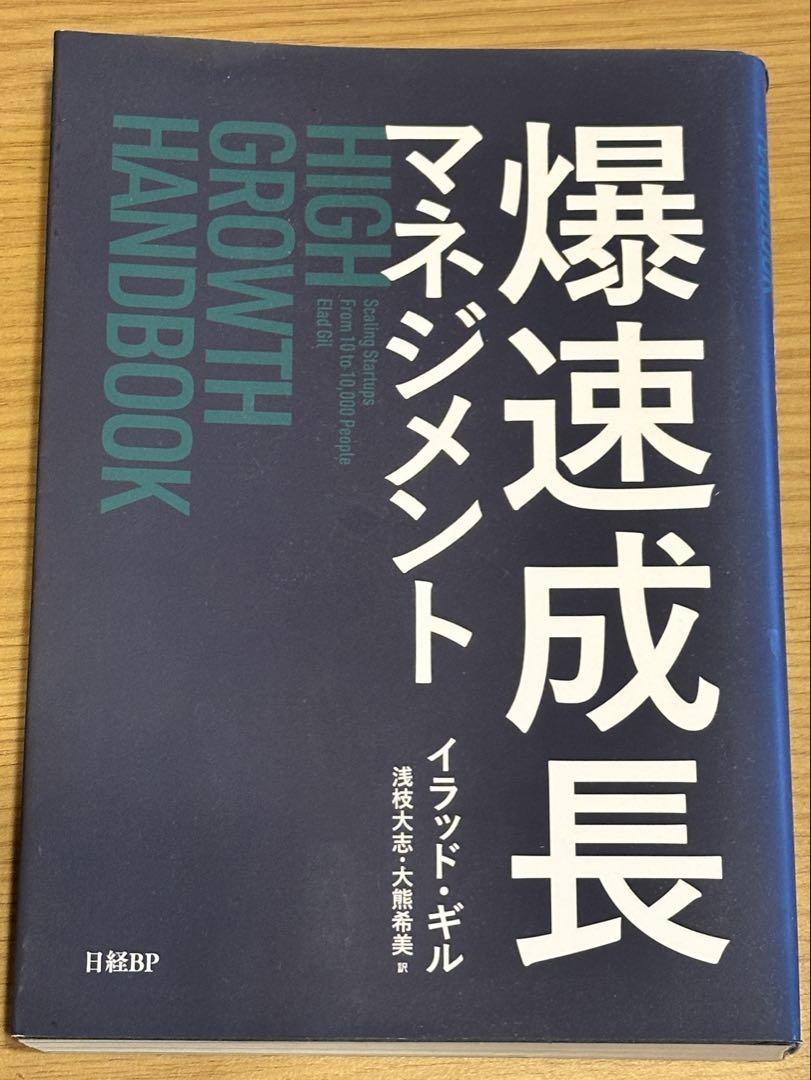 爆速成長
マネジメント
HIGH
GROWTH
HANDBOOK
Scaling Startups
From 10 to 10,000 People
Elad Gil
イラッド・ギル
浅枝大志・大熊希美 訳
日経BP